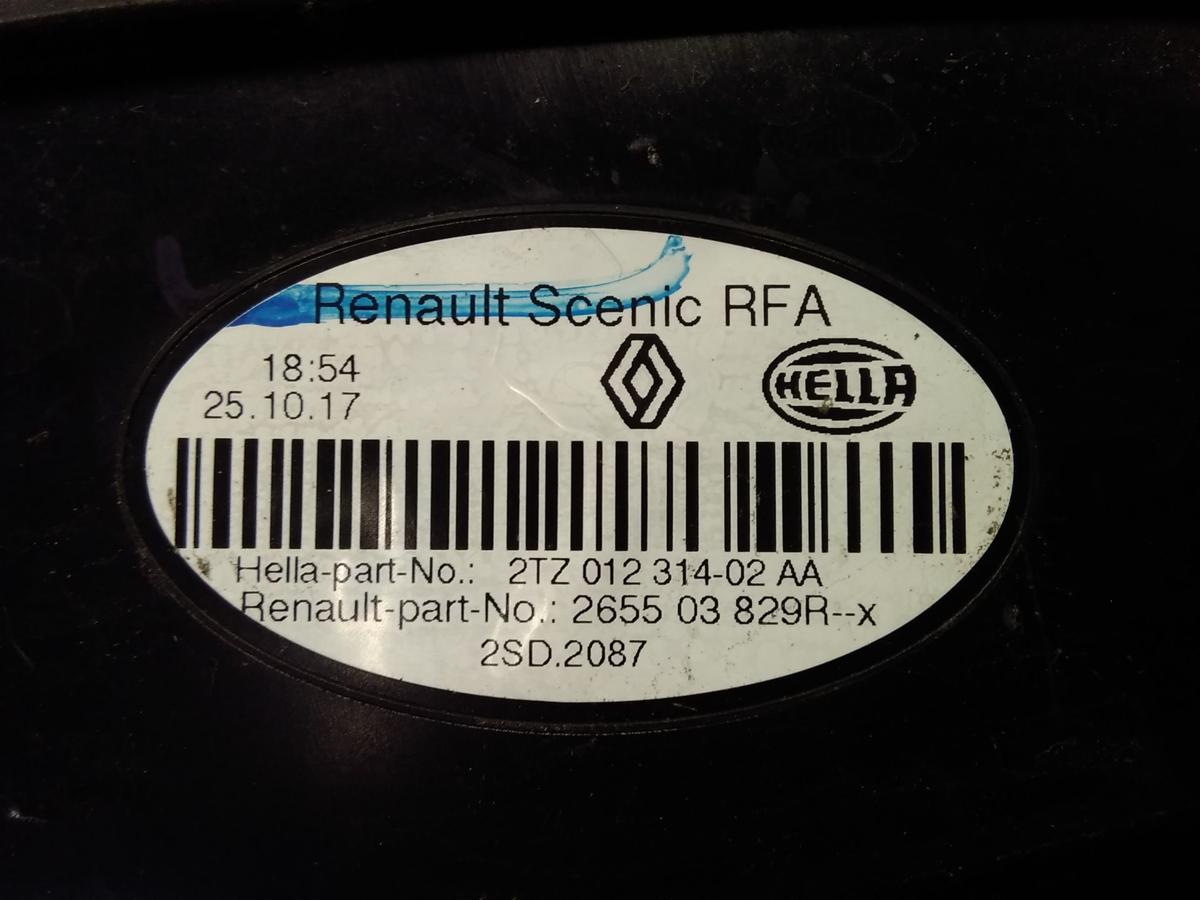 Renault Scenic RFA
18:54
25.10.17
HELLA
Hella-part-No.: 2TZ 012 314-02 AA
Renault-part-No.: 2655 03 829R--x
2SD.2087